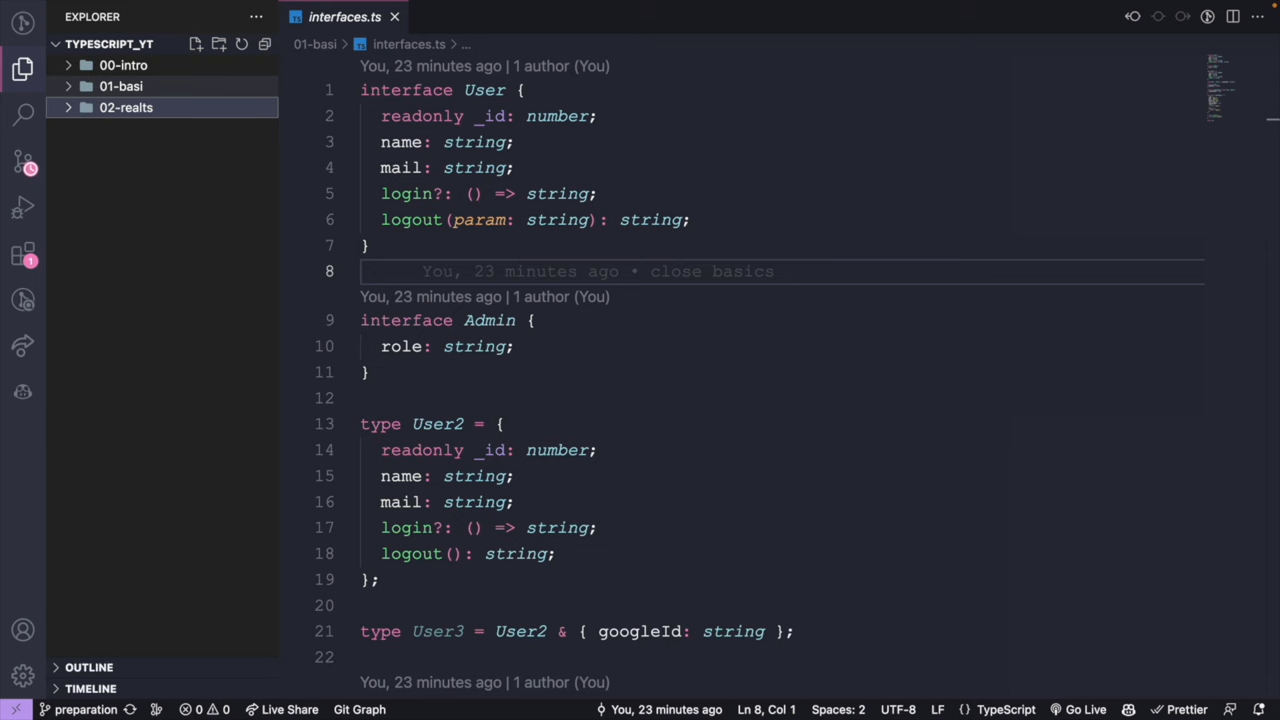 EXPLORER
TS interfaces.ts
TYPESCRIPT_YT
01-basi > TS interfaces.ts > ...
00-intro
01-basi
02-realts
You, 23 minutes ago | 1 author (You)
1 interface User {
2 readonly _id: number;
3 name: string;
4 mail: string;
5 login?: () => string;
6 logout(param: string): string;
7 }
8 You, 23 minutes ago • close basics
You, 23 minutes ago | 1 author (You)
9 interface Admin {
10 role: string;
11 }
12
13 type User2 = {
14 readonly _id: number;
15 name: string;
16 mail: string;
17 login?: () => string;
18 logout(): string;
19 };
20
21 type User3 = User2 & { googleId: string };
22
You, 23 minutes ago | 1 author (You)
1
OUTLINE
TIMELINE
preparation 0 0 Live Share Git Graph You, 23 minutes ago Ln 8, Col 1 Spaces: 2 UTF-8 LF {} TypeScript Go Live Prettier